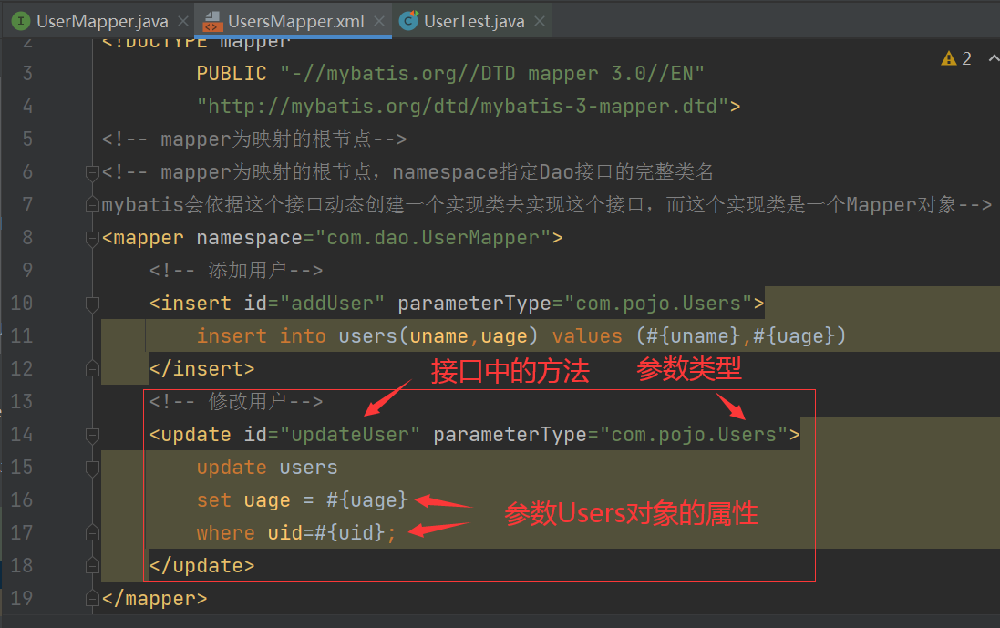 UserMapper.java UsersMapper.xml UserTest.java
2 <!DOCTYPE mapper
3 PUBLIC "-//mybatis.org//DTD mapper 3.0//EN"
2
4 "http://mybatis.org/dtd/mybatis-3-mapper.dtd">
5 <!-- mapper为映射的根节点-->
6 <!-- mapper为映射的根节点，namespace指定Dao接口的完整类名
7 mybatis会依据这个接口动态创建一个实现类去实现这个接口，而这个实现类是一个Mapper对象-->
8 <mapper namespace="com.dao.UserMapper">
9 <!-- 添加用户-->
10 <insert id="addUser" parameterType="com.pojo.Users">
11 insert into users(uname,uage) values (#{uname},#{uage})
12 </insert>
接口中的方法 参数类型
13 <!-- 修改用户-->
14 <update id="updateUser" parameterType="com.pojo.Users">
15 update users
16 set uage = #{uage}
参数Users对象的属性
17 where uid=#{uid};
18 </update>
19 </mapper>